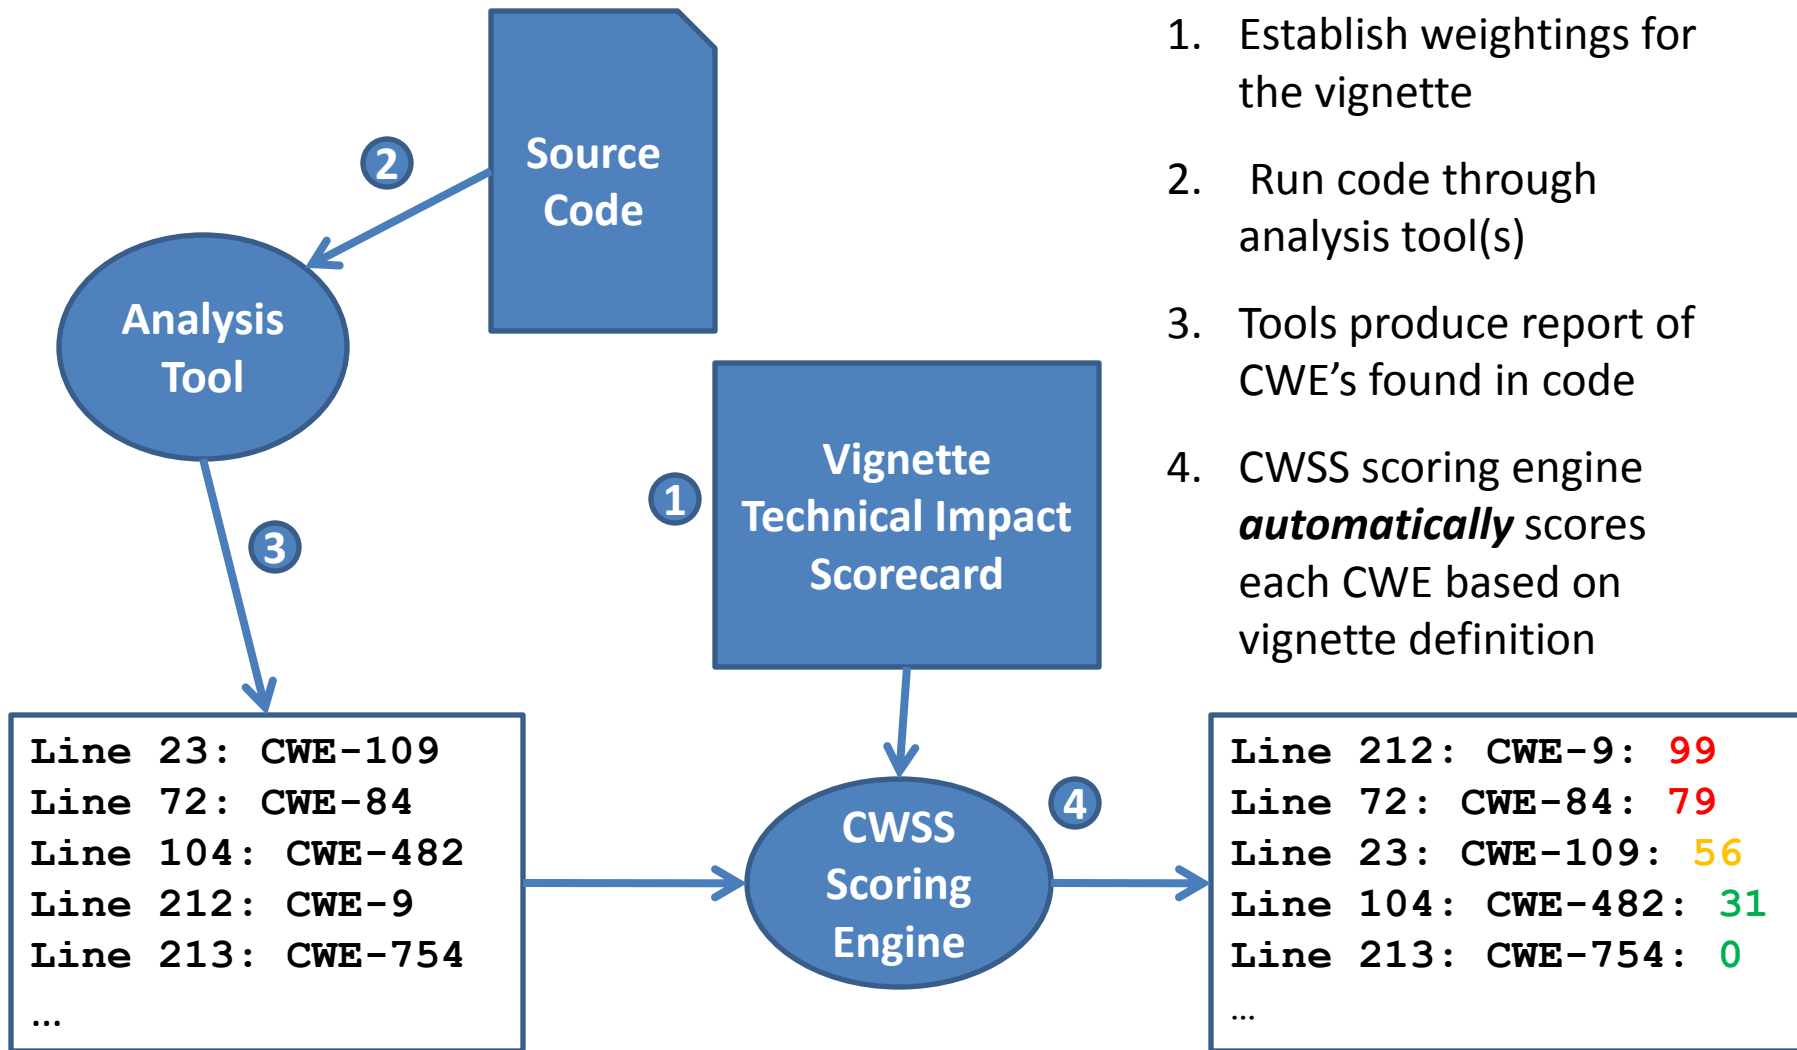 Source
Code
2
Analysis
Tool
3
1
Vignette
Technical Impact
Scorecard
1. Establish weightings for
the vignette
2. Run code through
analysis tool(s)
3. Tools produce report of
CWE’s found in code
4. CWSS scoring engine
automatically scores
each CWE based on
vignette definition
Line 23: CWE-109
Line 72: CWE-84
Line 104: CWE-482
Line 212: CWE-9
Line 213: CWE-754
…
CWSS
Scoring
Engine
4
Line 212: CWE-9: 99
Line 72: CWE-84: 79
Line 23: CWE-109: 56
Line 104: CWE-482: 31
Line 213: CWE-754: 0
…